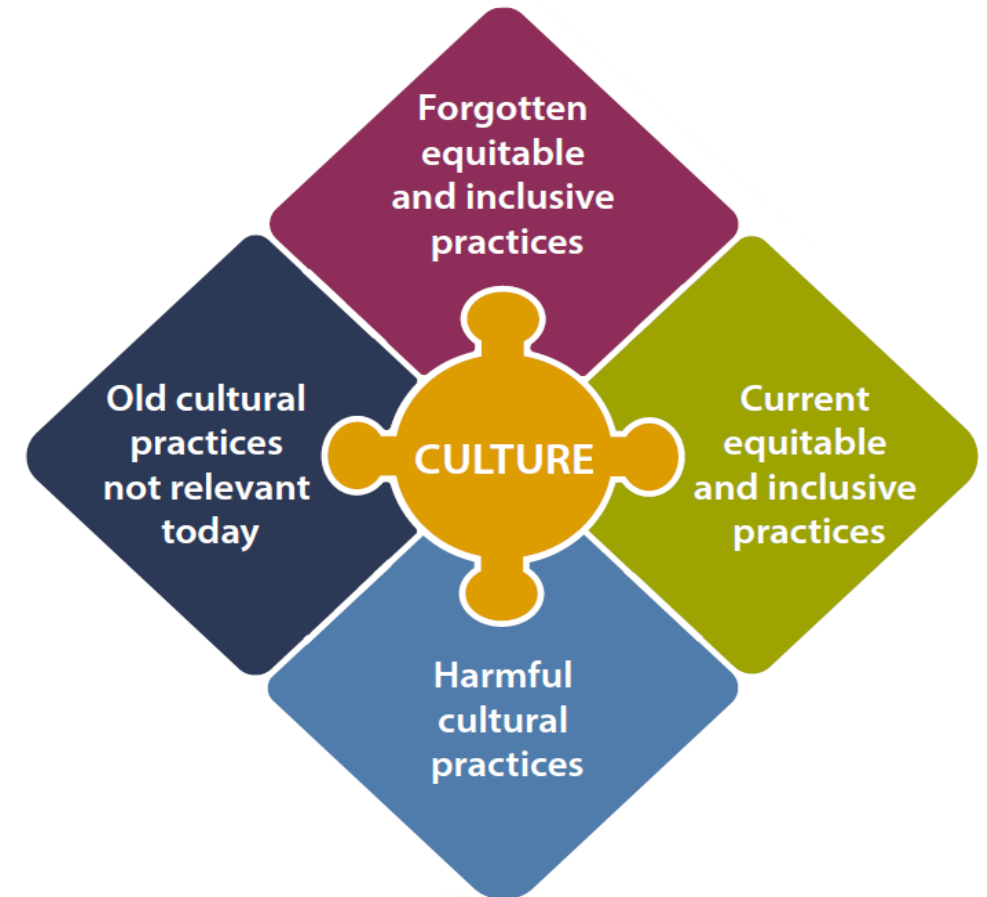 Forgotten
equitable
and inclusive
practices
Old cultural
practices
not relevant
today
CULTURE
Current
equitable
and inclusive
practices
Harmful
cultural
practices